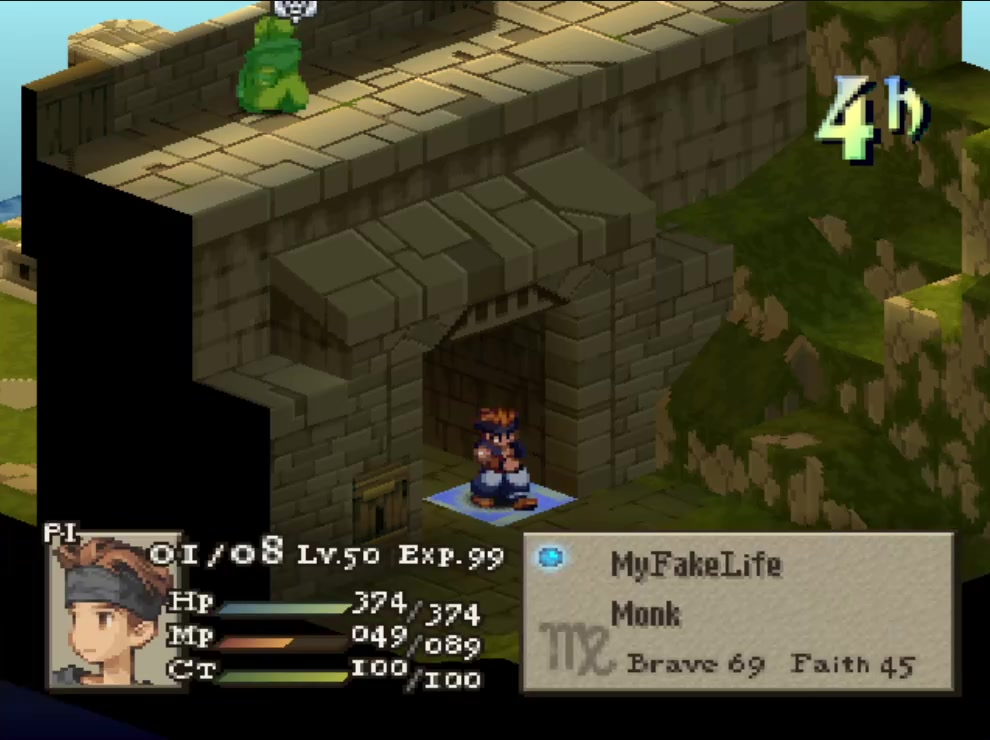 4h
01/08 Lv.50 Exp.99
Hp 374/374
Mp 049/089
CT 100/100
MyFakeLife
Monk
Brave 69 Faith 45